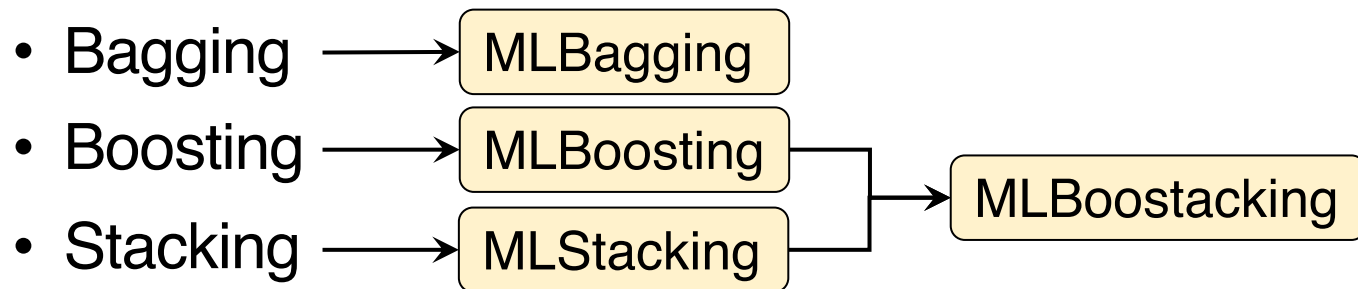 • Bagging MLBagging
• Boosting MLBoosting
MLBoostacking
• Stacking MLStacking